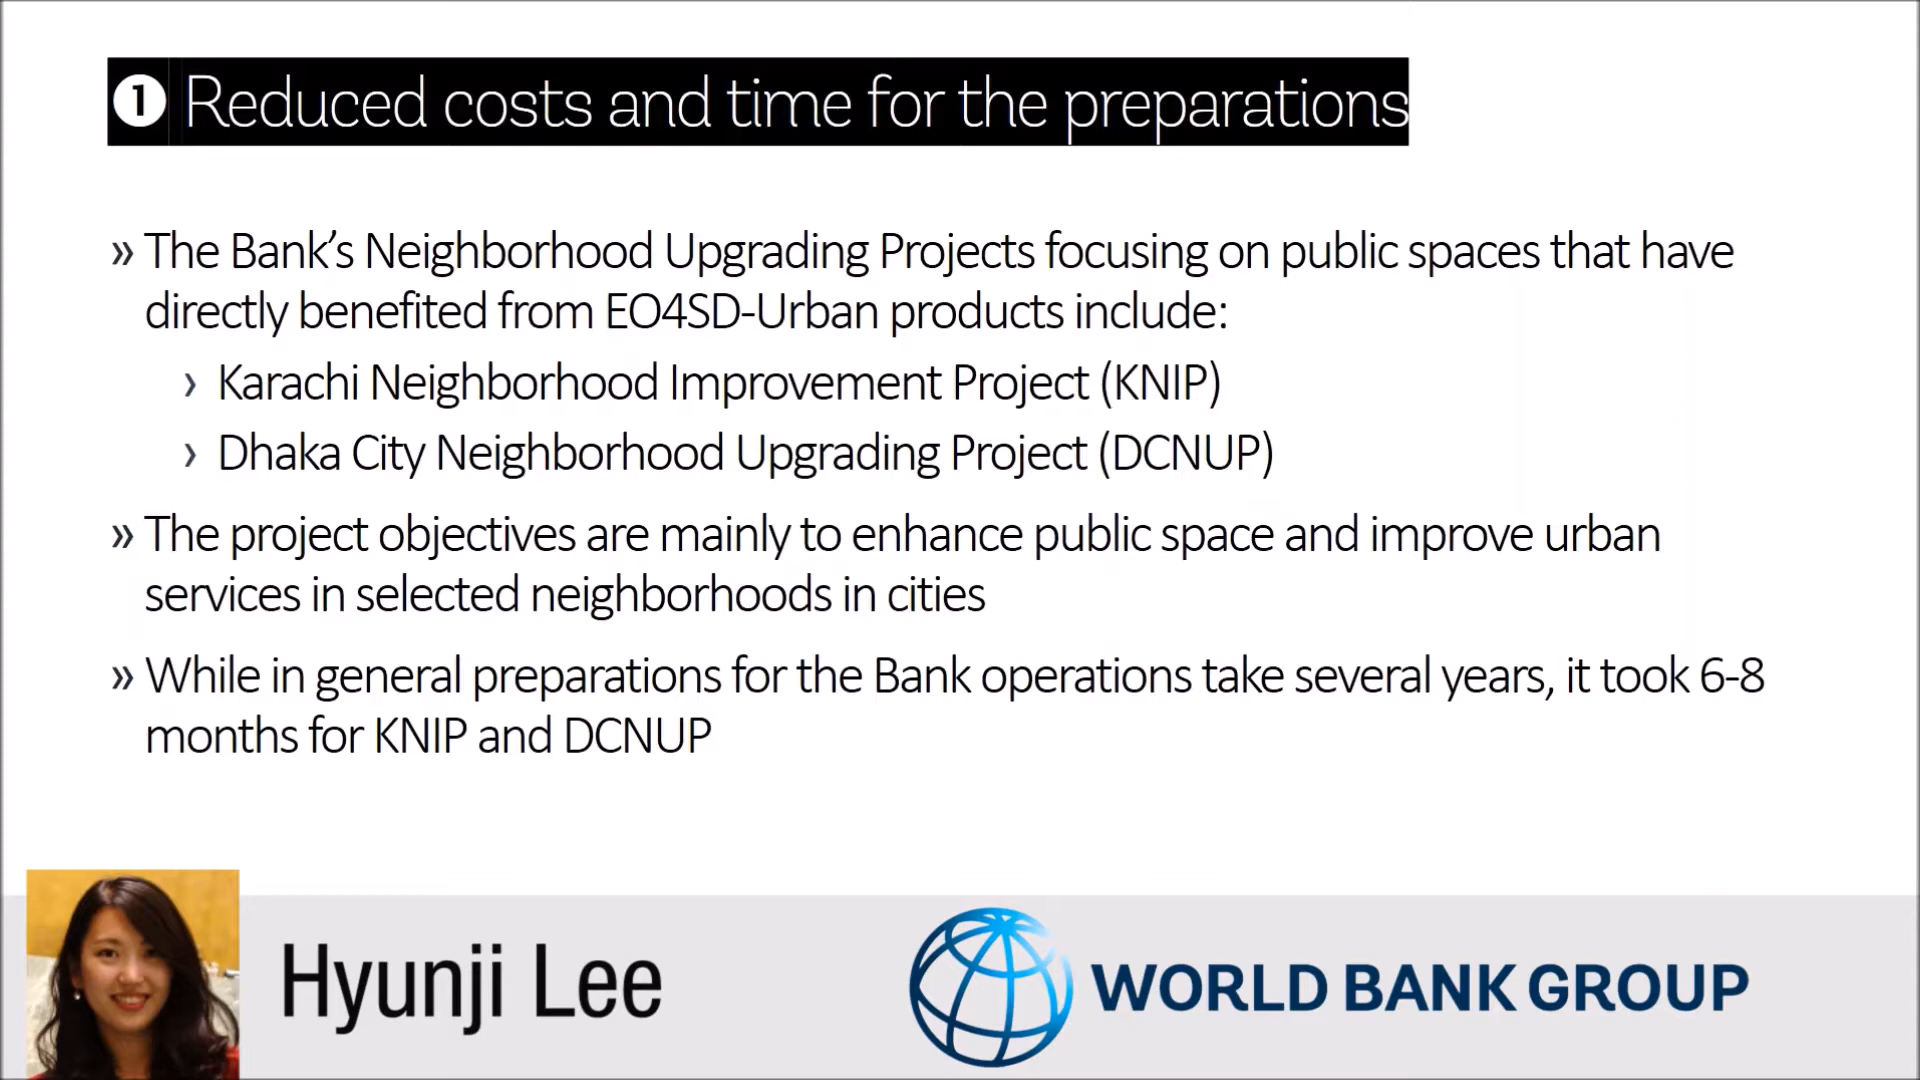 ❶ Reduced costs and time for the preparations
» The Bank’s Neighborhood Upgrading Projects focusing on public spaces that have
directly benefited from EO4SD-Urban products include:
› Karachi Neighborhood Improvement Project (KNIP)
› Dhaka City Neighborhood Upgrading Project (DCNUP)
» The project objectives are mainly to enhance public space and improve urban
services in selected neighborhoods in cities
» While in general preparations for the Bank operations take several years, it took 6-8
months for KNIP and DCNUP
Hyunji Lee
WORLD BANK GROUP